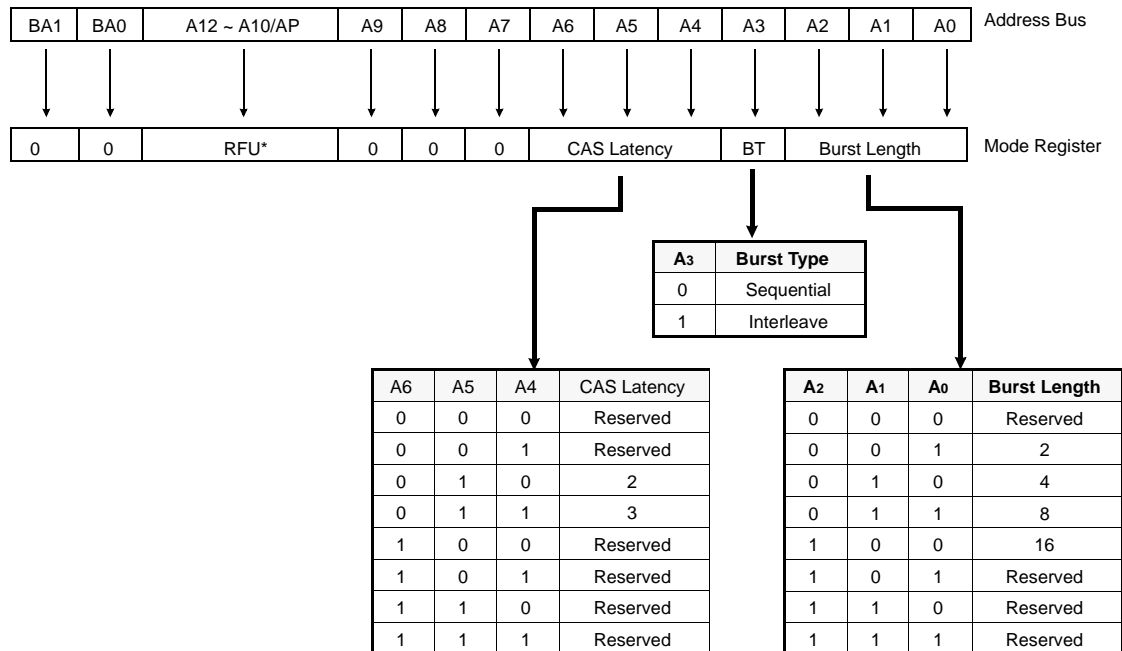 BA1 BA0 A12 ~ A10/AP A9 A8 A7 A6 A5 A4 A3 A2 A1 A0 Address Bus
0 0 RFU* 0 0 0 CAS Latency BT Burst Length Mode Register
A3 Burst Type
0 Sequential
1 Interleave
A6 A5 A4 CAS Latency
0 0 0 Reserved
0 0 1 Reserved
0 1 0 2
0 1 1 3
1 0 0 Reserved
1 0 1 Reserved
1 1 0 Reserved
1 1 1 Reserved
A2 A1 A0 Burst Length
0 0 0 Reserved
0 0 1 2
0 1 0 4
0 1 1 8
1 0 0 16
1 0 1 Reserved
1 1 0 Reserved
1 1 1 Reserved